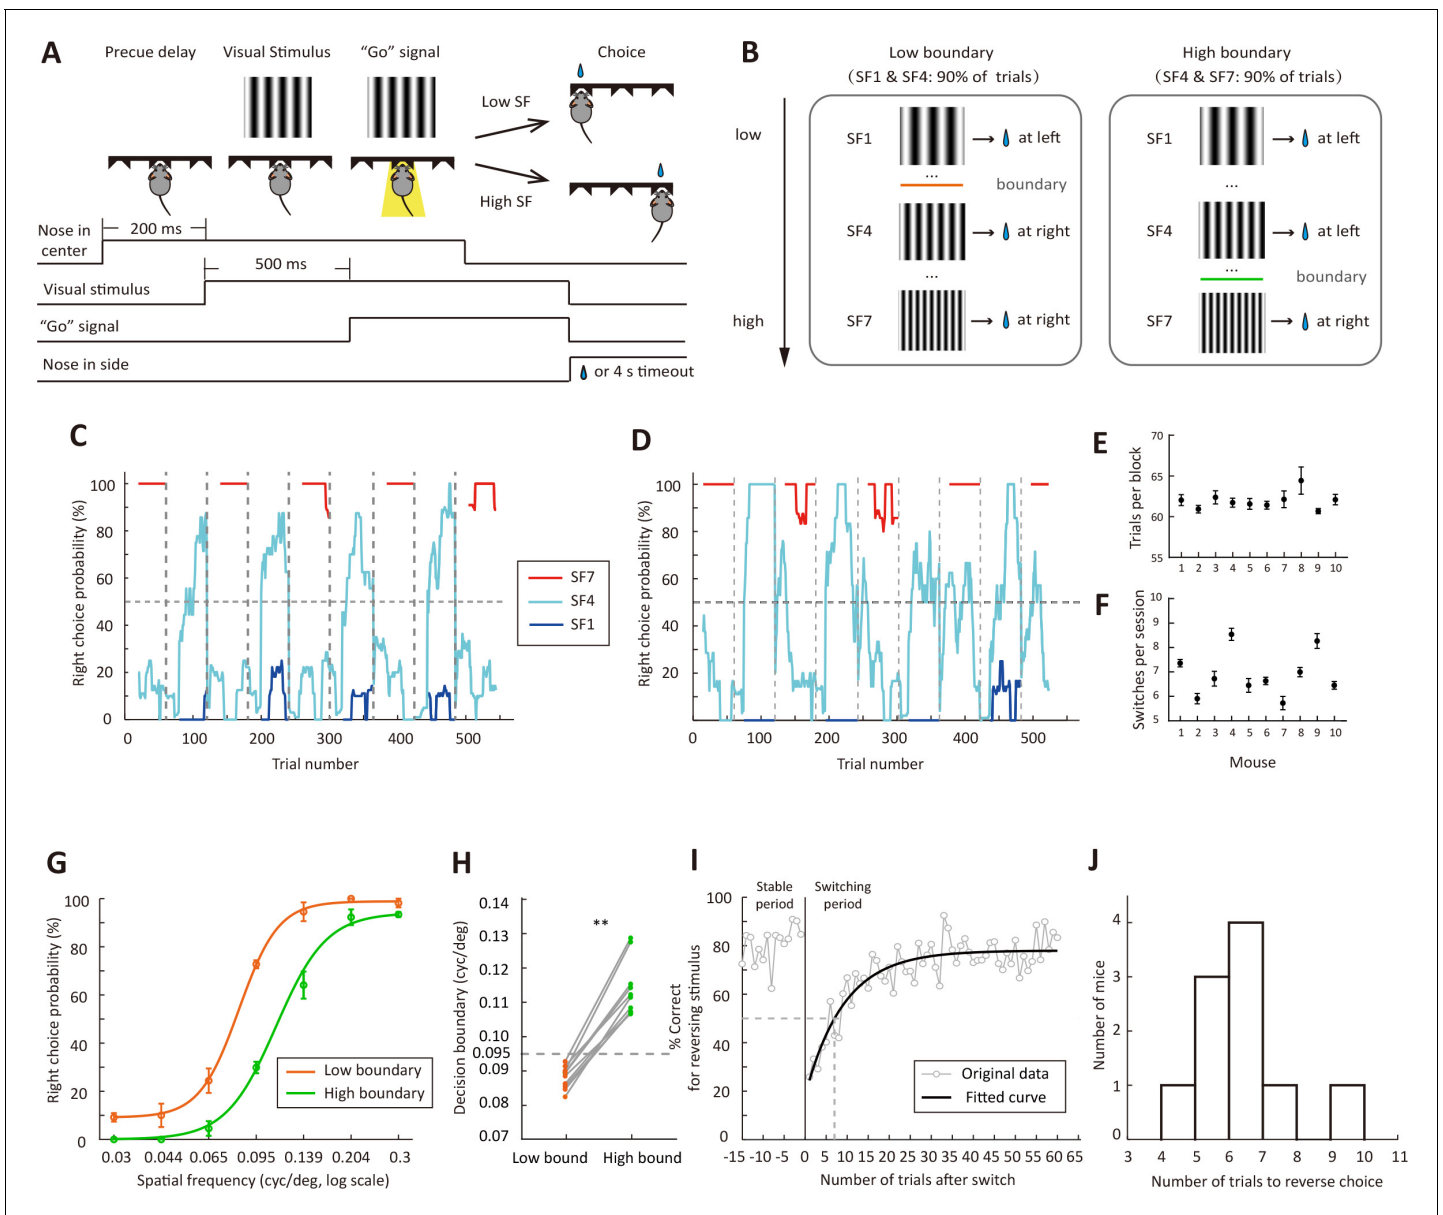 A
Precue delay
Visual Stimulus
“Go” signal
Choice
Low SF
High SF
Nose in
center
200 ms
500 ms
Visual stimulus
“Go” signal
Nose in side
or 4 s timeout
B
Low boundary
(SF1 & SF4: 90% of trials)
High boundary
(SF4 & SF7: 90% of trials)
low
high
SF1
at left
...
boundary
SF4
at right
...
SF7
at right
SF1
at left
...
SF4
at left
...
boundary
SF7
at right
C
Right choice probability (%)
100
80
60
40
20
0
0 100 200 300 400 500
Trial number
SF7
SF4
SF1
D
Right choice probability (%)
100
80
60
40
20
0
0 100 200 300 400 500
Trial number
E
Trials per block
70
65
60
55
1 2 3 4 5 6 7 8 9 10
F
Switches per session
10
9
8
7
6
5
1 2 3 4 5 6 7 8 9 10
Mouse
G
Right choice probability (%)
100
80
60
40
20
0
0.03 0.044 0.065 0.095 0.139 0.204 0.3
Spatial frequency (cyc/deg, log scale)
Low boundary
High boundary
H
Decision boundary (cyc/deg)
0.14
0.13
0.12
0.11
0.10
0.095
0.09
0.08
0.07
**
Low bound High bound
I
Stable
period
Switching
period
% Correct
for reversing stimulus
100
80
60
40
20
0
-15 -10 -5 0 5 10 15 20 25 30 35 40 45 50 55 60 65
Number of trials after switch
Original data
Fitted curve
J
Number of mice
4
3
2
1
0
3 4 5 6 7 8 9 10 11
Number of trials to reverse choice